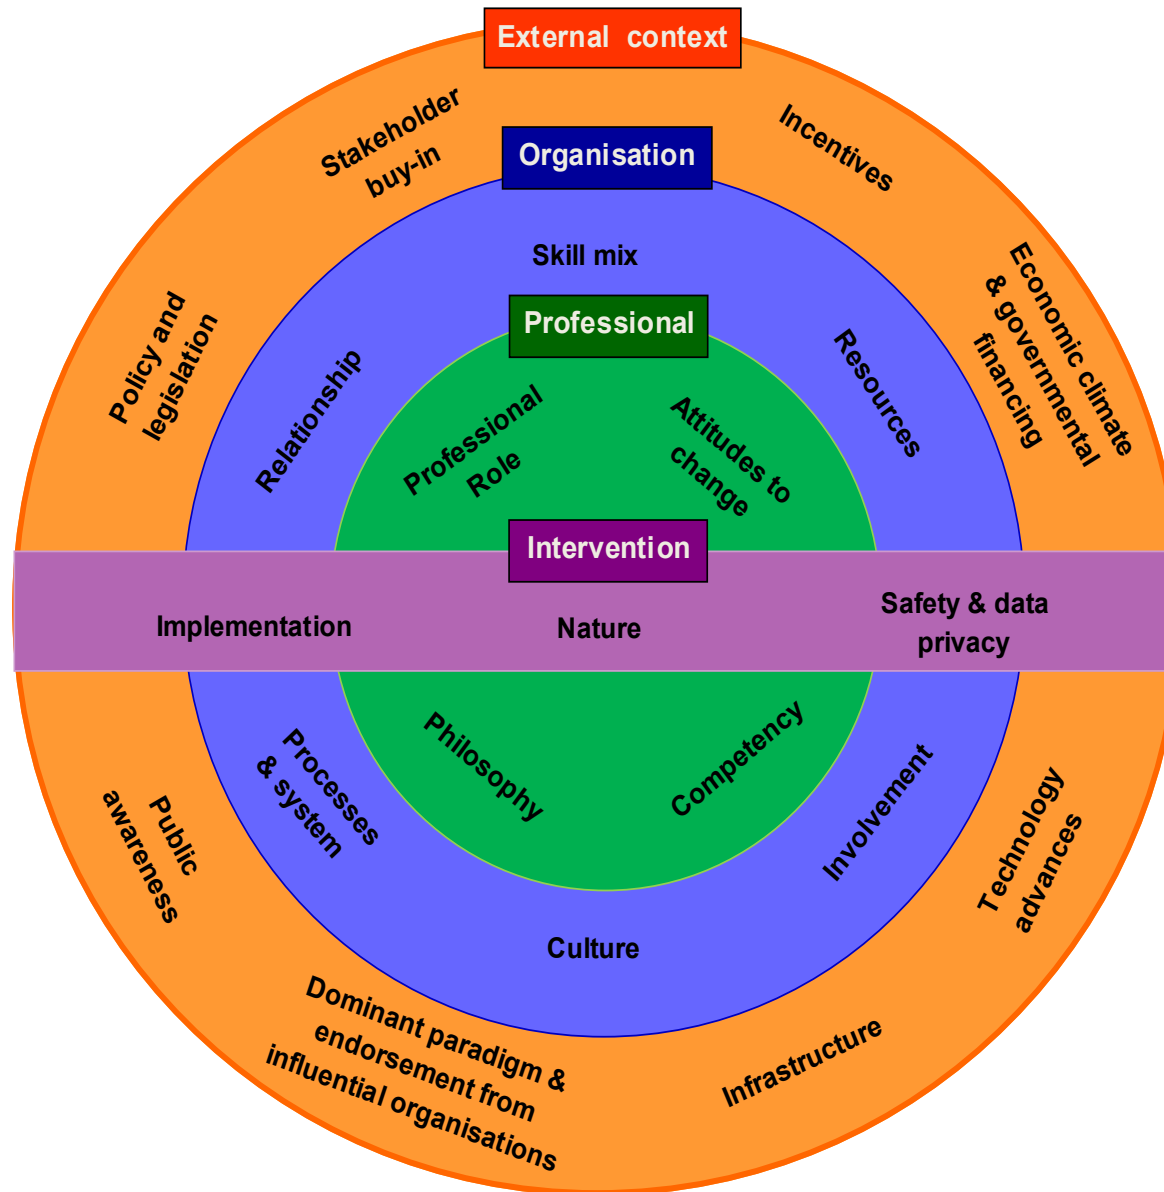 External context
Stakeholder
buy-in
Incentives
Organisation
Skill mix
Economic climate
& governmental
financing
Policy and
legislation
Professional
Relationship
Resources
Professional
Role
Attitudes to
change
Intervention
Implementation
Nature
Safety & data
privacy
Philosophy
Competency
Processes
& system
Involvement
Public
awareness
Technology
advances
Culture
Dominant paradigm &
endorsement from
influential organisations
Infrastructure